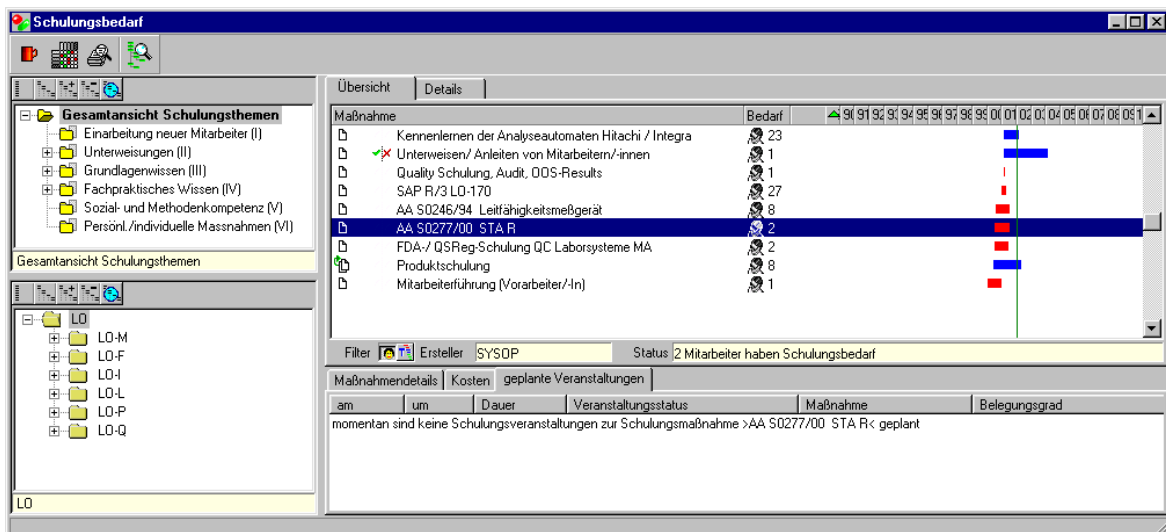 Schulungsbedarf
Gesamtansicht Schulungsthemen
Einarbeitung neuer Mitarbeiter (I)
Unterweisungen (II)
Grundlagenwissen (III)
Fachpraktisches Wissen (IV)
Sozial- und Methodenkompetenz (V)
Persönl./individuelle Massnahmen (VI)
Gesamtansicht Schulungsthemen
LO
LO-M
LO-F
LO-I
LO-L
LO-P
LO-Q
LO
Übersicht Details
Maßnahme Bedarf
Kennenlernen der Analyseautomaten Hitachi / Integra 23
Unterweisen/ Anleiten von Mitarbeitern/-innen 1
Quality Schulung, Audit, OOS-Results 1
SAP R/3 LO-170 27
AA S0246/94 Leitfähigkeitsmeßgerät 8
AA S0277/00 STA R 2
FDA-/ QSReg-Schulung QC Laborsysteme MA 2
Produktschulung 8
Mitarbeiterführung (Vorarbeiter/-In) 1
Filter Ersteller SYSOP Status 2 Mitarbeiter haben Schulungsbedarf
Maßnahmendetails Kosten geplante Veranstaltungen
am um Dauer Veranstaltungsstatus Maßnahme Belegungsgrad
momentan sind keine Schulungsveranstaltungen zur Schulungsmaßnahme >AA S0277/00 STA R< geplant